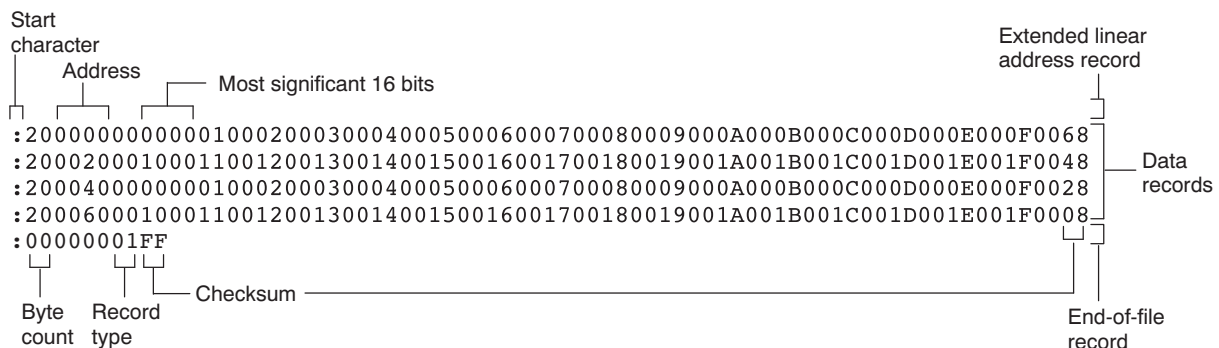 Start
character
Address
Most significant 16 bits
Extended linear
address record
:2000000000000100020003000400050006000700080009000A000B000C000D000E000F0068
:2000200010001100120013001400150016001700180019001A001B001C001D001E001F0048
:2000400000000100020003000400050006000700080009000A000B000C000D000E000F0028
:2000600010001100120013001400150016001700180019001A001B001C001D001E001F0008
:00000001FF
Data
records
Checksum
Byte
count
Record
type
End-of-file
record